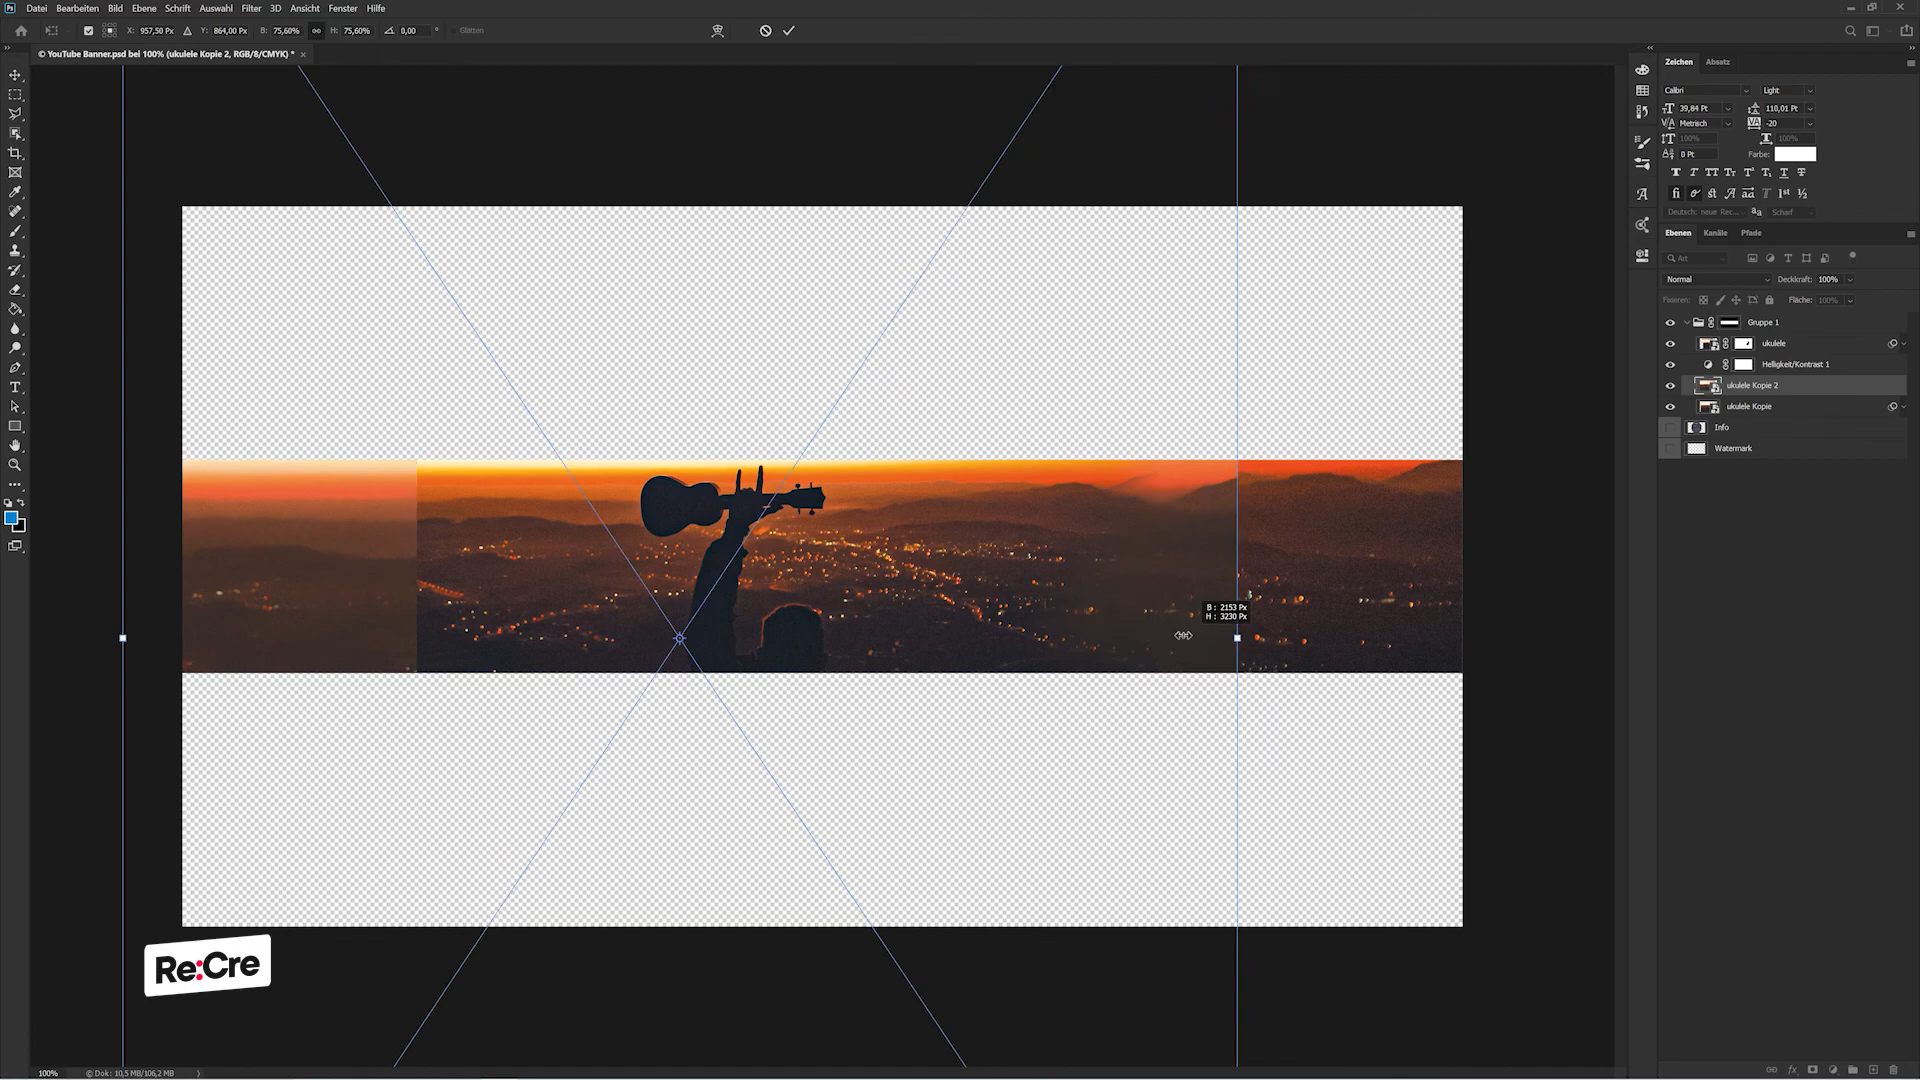 Ps Datei Bearbeiten Bild Ebene Schrift Auswahl Filter 3D Ansicht Fenster Hilfe
X: 957,50 Px Y: 864,00 Px B: 75,60% H: 75,60% 0,00 ° Glätten
© YouTube Banner.psd bei 100% (ukulele Kopie 2, RGB/8/CMYK) * ×
Zeichen Absatz
Calibri Light
39,84 Pt 110,01 Pt
Metrisch -20
100% 100%
0 Pt Farbe:
Deutsch: neue Rec... Scharf
Ebenen Kanäle Pfade
Art
Normal Deckkraft: 100%
Fixieren: Fläche: 100%
Gruppe 1
ukulele
Helligkeit/Kontrast 1
ukulele Kopie 2
ukulele Kopie
Info
Watermark
B: 2153 Px
H: 3230 Px
Re:Cre
100% © Dok: 10,5 MB/106,2 MB